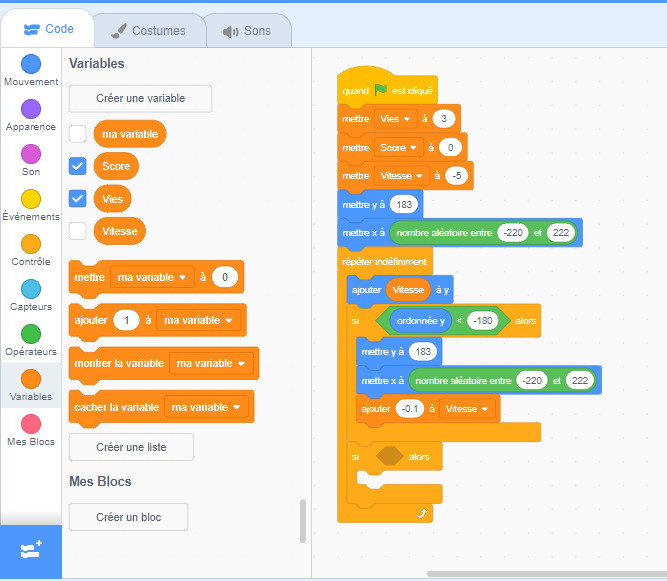 Code
Costumes
Sons
Mouvement
Apparence
Son
Événements
Contrôle
Capteurs
Opérateurs
Variables
Mes Blocs
Variables
Créer une variable
ma variable
Score
Vies
Vitesse
mettre ma variable à 0
ajouter 1 à ma variable
montrer la variable ma variable
cacher la variable ma variable
Créer une liste
Mes Blocs
Créer un bloc
quand est cliqué
mettre Vies à 3
mettre Score à 0
mettre Vitesse à -5
mettre y à 183
mettre x à nombre aléatoire entre -220 et 222
répéter indéfiniment
ajouter Vitesse à y
si ordonnée y < -180 alors
mettre y à 183
mettre x à nombre aléatoire entre -220 et 222
ajouter -0.1 à Vitesse
si alors